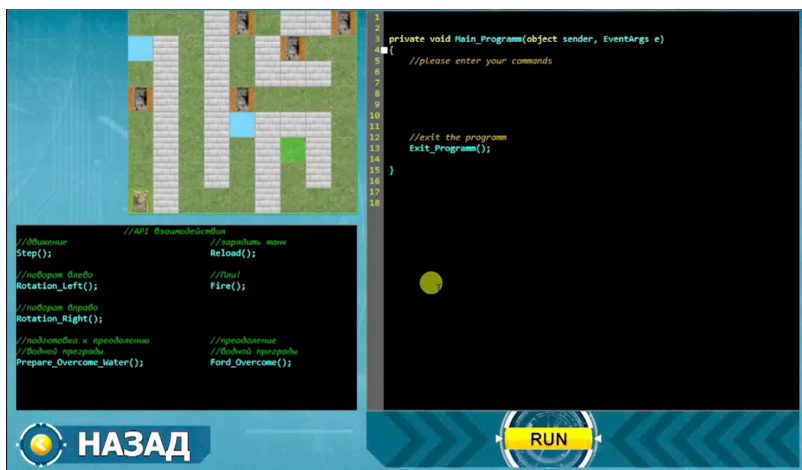 1
2
3 private void Main_Programm(object sender, EventArgs e)
4 {
5 //please enter your commands
6
7
8
9
10
11
12 //exit the programm
13 Exit_Programm();
14
15 }
16
17
18
//API взаимодействия
//движение //зарядить танк
Step(); Reload();
//поворот влево //Пли!
Rotation_Left(); Fire();
//поворот вправо
Rotation_Right();
//подготовка к преодолению //преодоление
//водной преграды //водной преграды
Prepare_Overcome_Water(); Ford_Overcome();
НАЗАД
RUN